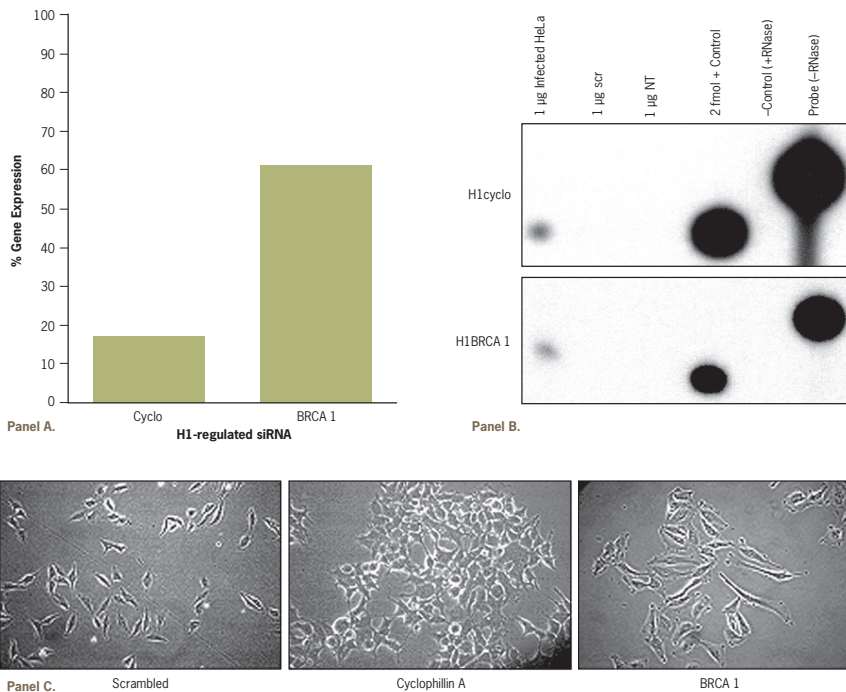 100
90
80
70
60
50
40
30
20
10
0
% Gene Expression
Cyclo
BRCA 1
H1-regulated siRNA
Panel A.
1 µg Infected HeLa
1 µg scr
1 µg NT
2 fmol + Control
–Control (+RNase)
Probe (–RNase)
H1cyclo
H1BRCA 1
Panel B.
Panel C.
Scrambled
Cyclophillin A
BRCA 1